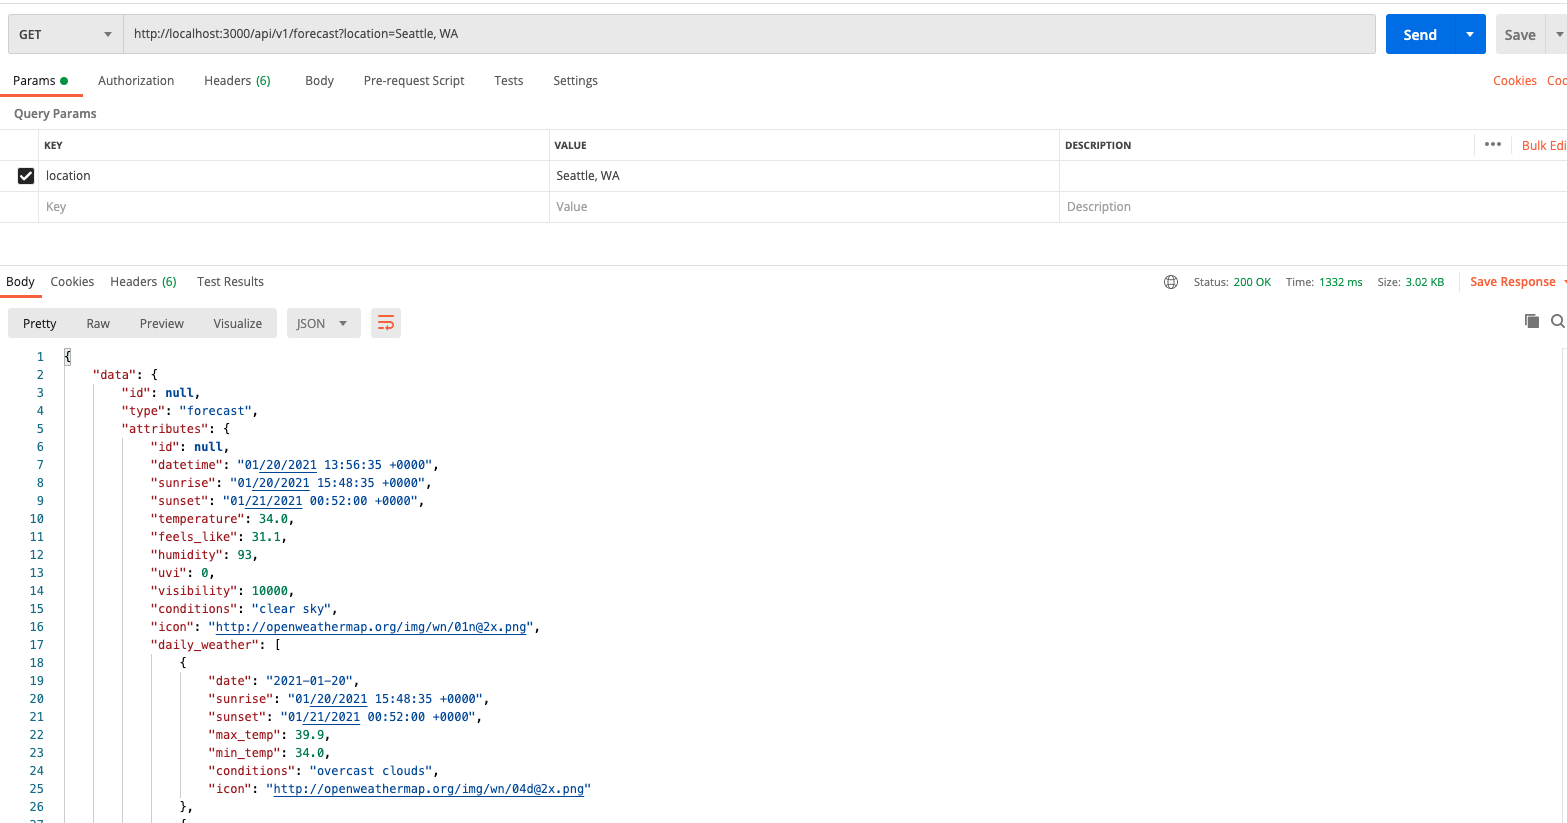 GET http://localhost:3000/api/v1/forecast?location=Seattle, WA Send Save
Params Authorization Headers (6) Body Pre-request Script Tests Settings Cookies Coo
Query Params
KEY VALUE DESCRIPTION ••• Bulk Edi
location Seattle, WA
Key Value Description
Body Cookies Headers (6) Test Results Status: 200 OK Time: 1332 ms Size: 3.02 KB Save Response
Pretty Raw Preview Visualize JSON
1 {
2 "data": {
3 "id": null,
4 "type": "forecast",
5 "attributes": {
6 "id": null,
7 "datetime": "01/20/2021 13:56:35 +0000",
8 "sunrise": "01/20/2021 15:48:35 +0000",
9 "sunset": "01/21/2021 00:52:00 +0000",
10 "temperature": 34.0,
11 "feels_like": 31.1,
12 "humidity": 93,
13 "uvi": 0,
14 "visibility": 10000,
15 "conditions": "clear sky",
16 "icon": "http://openweathermap.org/img/wn/01n@2x.png",
17 "daily_weather": [
18 {
19 "date": "2021-01-20",
20 "sunrise": "01/20/2021 15:48:35 +0000",
21 "sunset": "01/21/2021 00:52:00 +0000",
22 "max_temp": 39.9,
23 "min_temp": 34.0,
24 "conditions": "overcast clouds",
25 "icon": "http://openweathermap.org/img/wn/04d@2x.png"
26 },
27 {